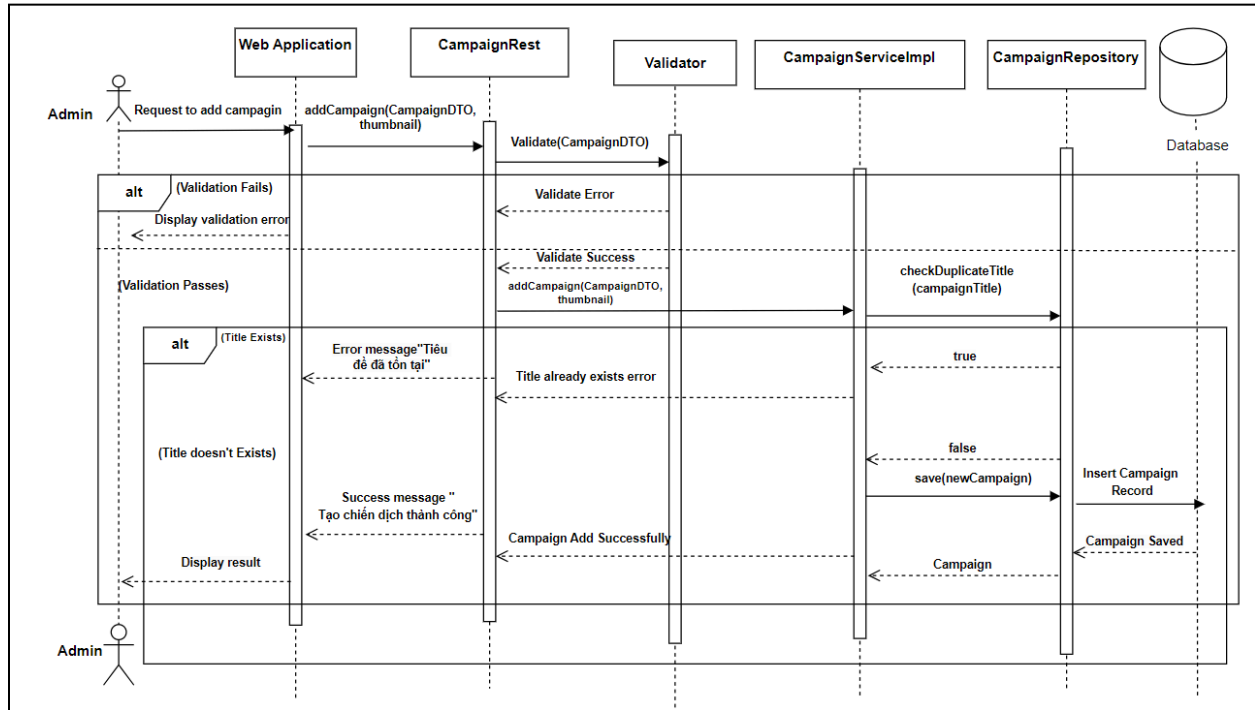 Web Application
CampaignRest
Validator
CampaignServiceImpl
CampaignRepository
Admin
Database
Request to add campagin
addCampaign(CampaignDTO,
thumbnail)
Validate(CampaignDTO)
alt
(Validation Fails)
Validate Error
Display validation error
Validate Success
(Validation Passes)
addCampaign(CampaignDTO,
thumbnail)
checkDuplicateTitle
(campaignTitle)
alt
(Title Exists)
Error message"Tiêu
đề đã tồn tại"
true
Title already exists error
(Title doesn't Exists)
false
save(newCampaign)
Insert Campaign
Record
Success message "
Tạo chiến dịch thành công"
Campaign Add Successfully
Campaign Saved
Display result
Campaign
Admin